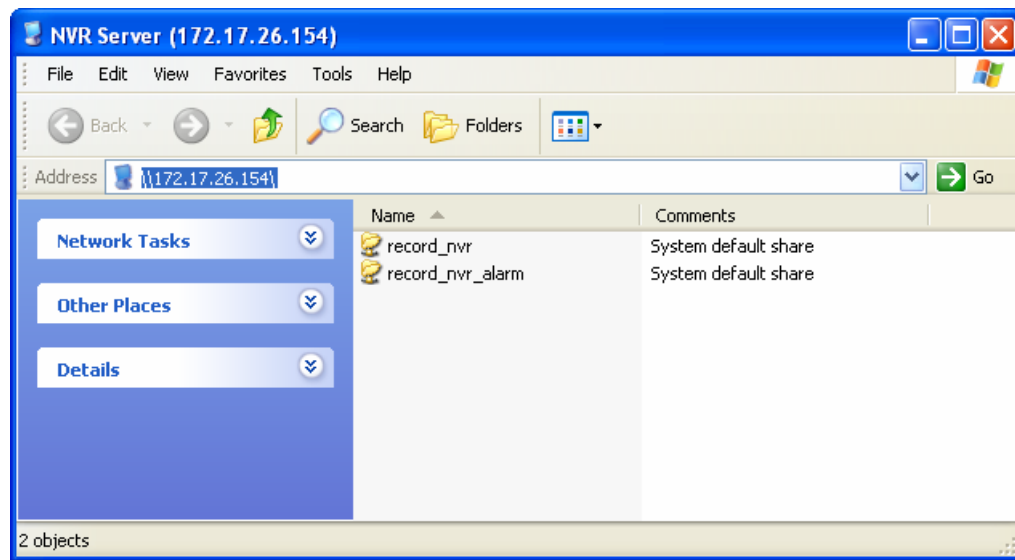 NVR Server (172.17.26.154)
File Edit View Favorites Tools Help
Back Search Folders
Address \\172.17.26.154\ Go
Name Comments
Network Tasks
record_nvr System default share
record_nvr_alarm System default share
Other Places
Details
2 objects